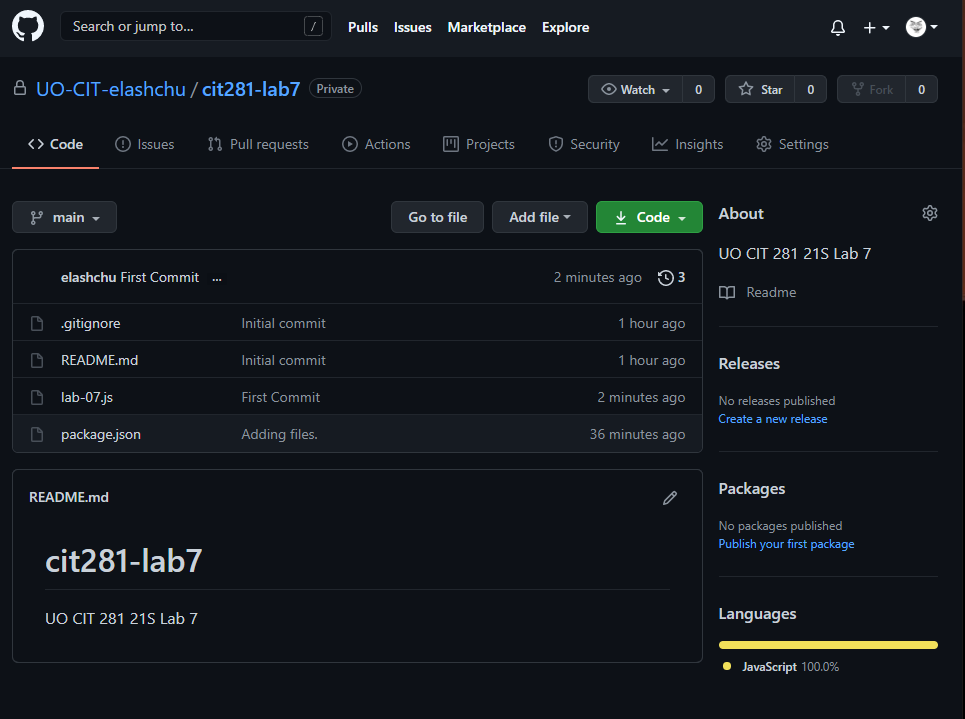 Search or jump to... /
Pulls Issues Marketplace Explore
UO-CIT-elashchu / cit281-lab7 Private
Watch 0 Star 0 Fork 0
Code Issues Pull requests Actions Projects Security Insights Settings
main Go to file Add file Code
elashchu First Commit ... 2 minutes ago 3
.gitignore Initial commit 1 hour ago
README.md Initial commit 1 hour ago
lab-07.js First Commit 2 minutes ago
package.json Adding files. 36 minutes ago
README.md
cit281-lab7
UO CIT 281 21S Lab 7
About
UO CIT 281 21S Lab 7
Readme
Releases
No releases published
Create a new release
Packages
No packages published
Publish your first package
Languages
JavaScript 100.0%